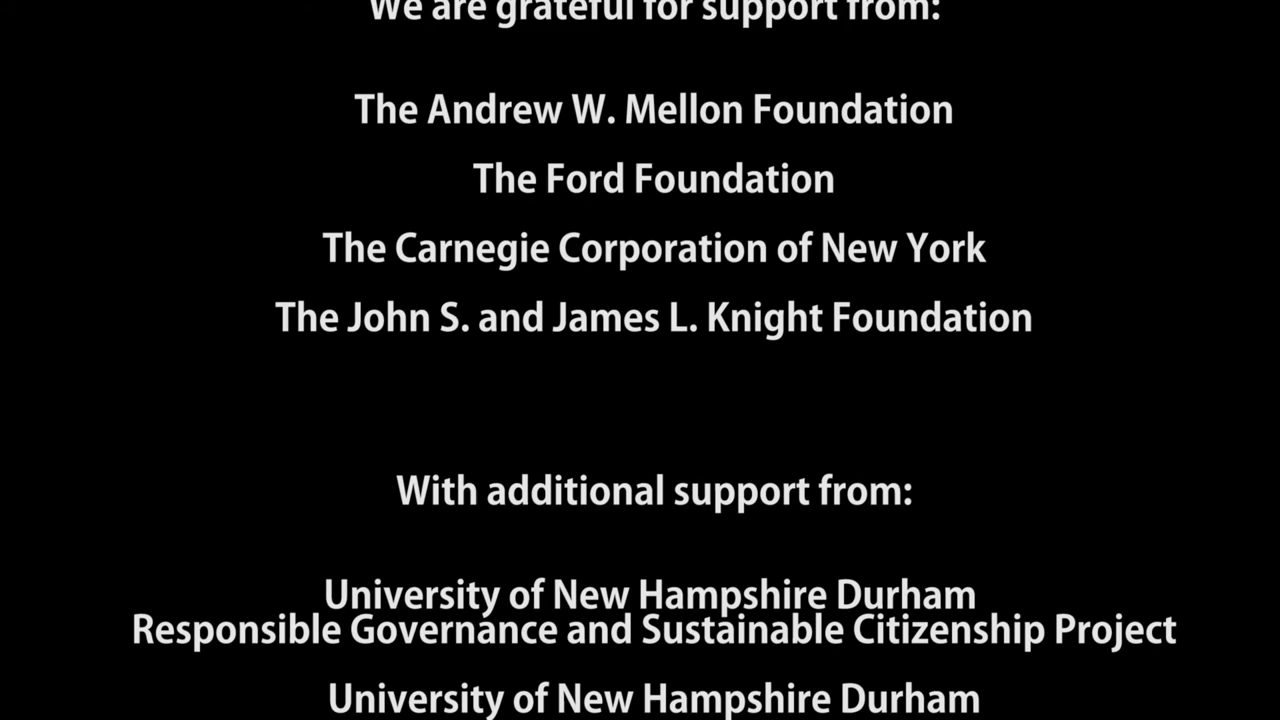 We are grateful for support from:
The Andrew W. Mellon Foundation
The Ford Foundation
The Carnegie Corporation of New York
The John S. and James L. Knight Foundation
With additional support from:
University of New Hampshire Durham
Responsible Governance and Sustainable Citizenship Project
University of New Hampshire Durham